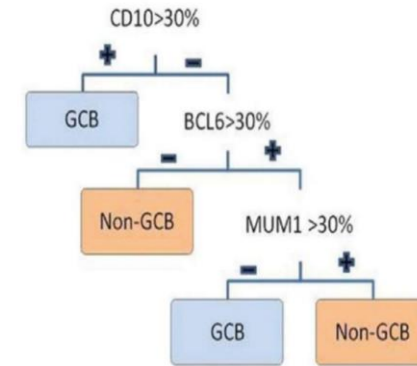 CD10>30%
+ −
GCB
BCL6>30%
− +
Non-GCB
MUM1 >30%
− +
GCB
Non-GCB